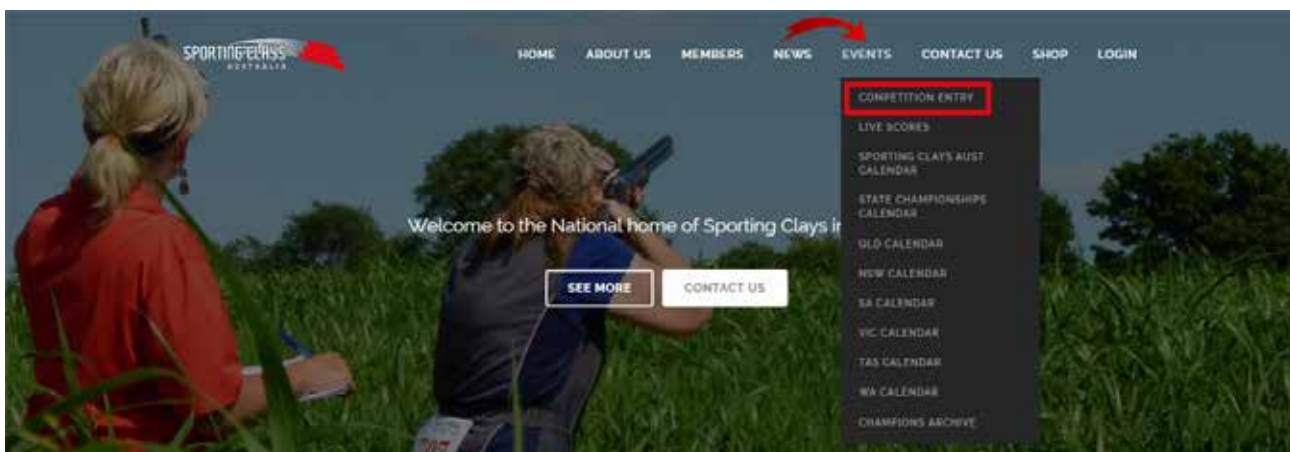 SPORTING CLAYS
AUSTRALIA
HOME ABOUT US MEMBERS NEWS EVENTS CONTACT US SHOP LOGIN
COMPETITION ENTRY
LIVE SCORES
SPORTING CLAYS AUST
CALENDAR
STATE CHAMPIONSHIPS
CALENDAR
QLD CALENDAR
NSW CALENDAR
SA CALENDAR
VIC CALENDAR
TAS CALENDAR
WA CALENDAR
CHAMPIONS ARCHIVE
Welcome to the National home of Sporting Clays in
SEE MORE CONTACT US